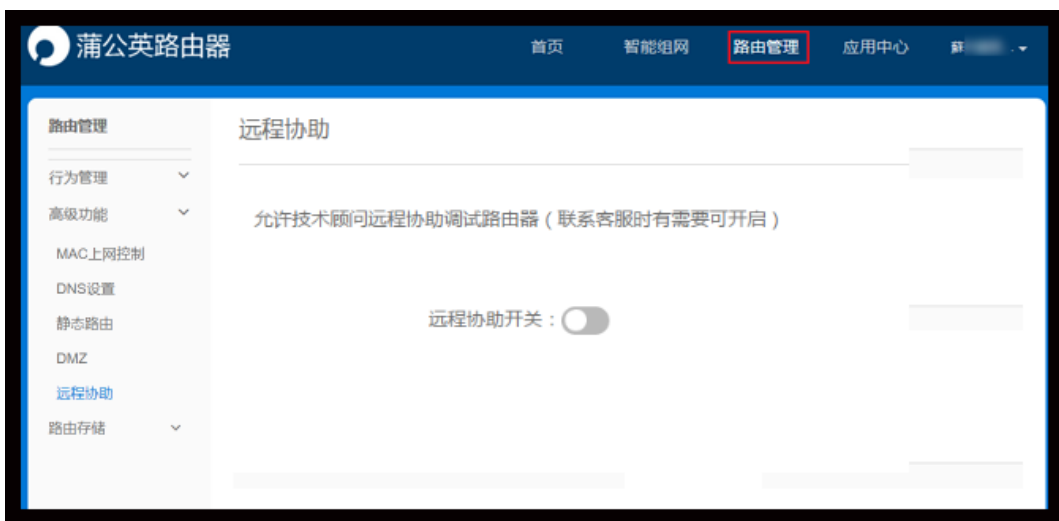 蒲公英路由器
首页 智能组网 路由管理 应用中心
路由管理
远程协助
行为管理
高级功能
允许技术顾问远程协助调试路由器（联系客服时有需要可开启）
MAC上网控制
DNS设置
静态路由
远程协助开关：
DMZ
远程协助
路由存储